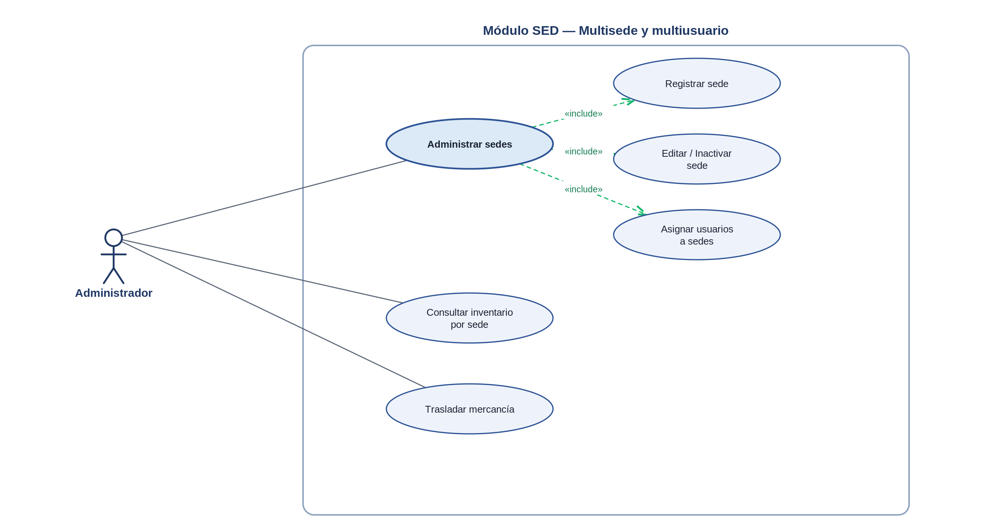 Módulo SED — Multisede y multiusuario
Registrar sede
«include»
Administrar sedes
«include»
Editar / Inactivar
sede
«include»
Asignar usuarios
a sedes
Administrador
Consultar inventario
por sede
Trasladar mercancía